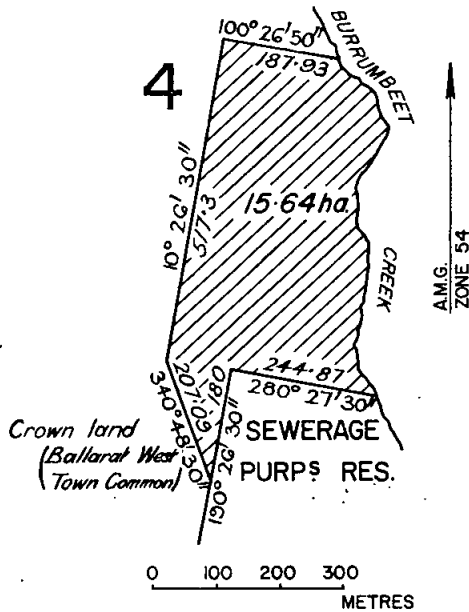 100° 26' 50"
187·93
BURRUMBEET
4
10° 26' 30"
517·3
15·64 ha.
CREEK
A.M.G.
ZONE 54
207·09
340° 48' 30"
180
190° 26' 30"
244·87
280° 27' 30"
Crown land
(Ballarat West
Town Common)
SEWERAGE
PURPS RES.
0 100 200 300
METRES